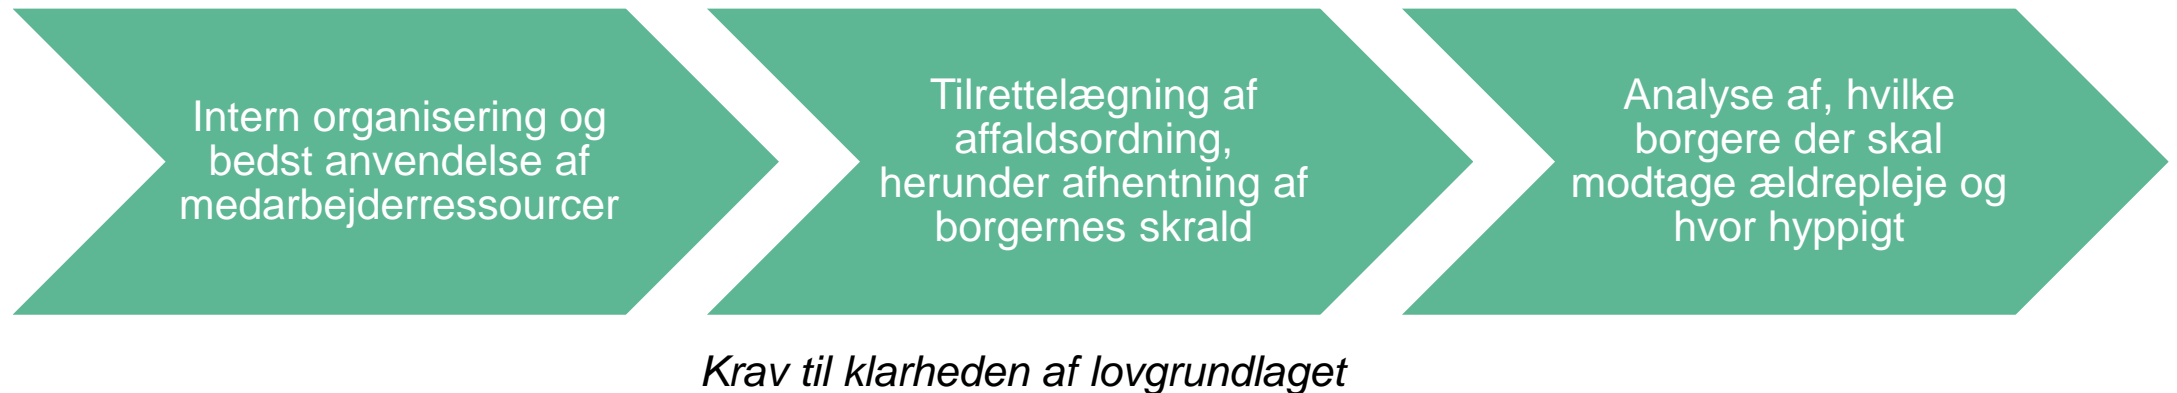 Intern organisering og
bedst anvendelse af
medarbejderressourcer
Tilrettelægning af
affaldsordning,
herunder afhentning af
borgernes skrald
Analyse af, hvilke
borgere der skal
modtage ældrepleje og
hvor hyppigt
Krav til klarheden af lovgrundlaget